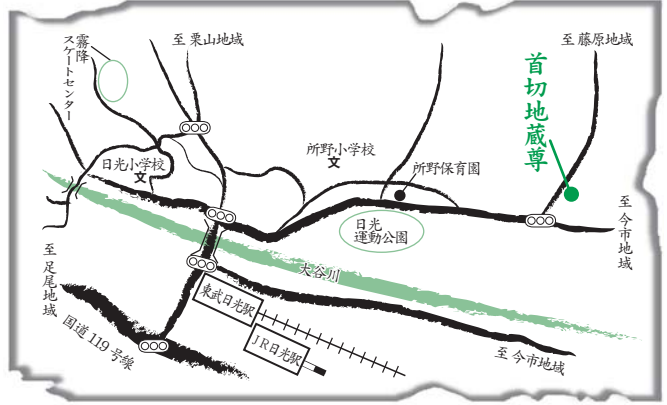 霧降
スケートセンター
至 栗山地域
至 藤原地域
首切地蔵尊
日光小学校
文
所野小学校
文
所野保育園
日光
運動公園
至 今市地域
大谷川
至 足尾地域
国道119号線
東武日光駅
JR日光駅
至 今市地域